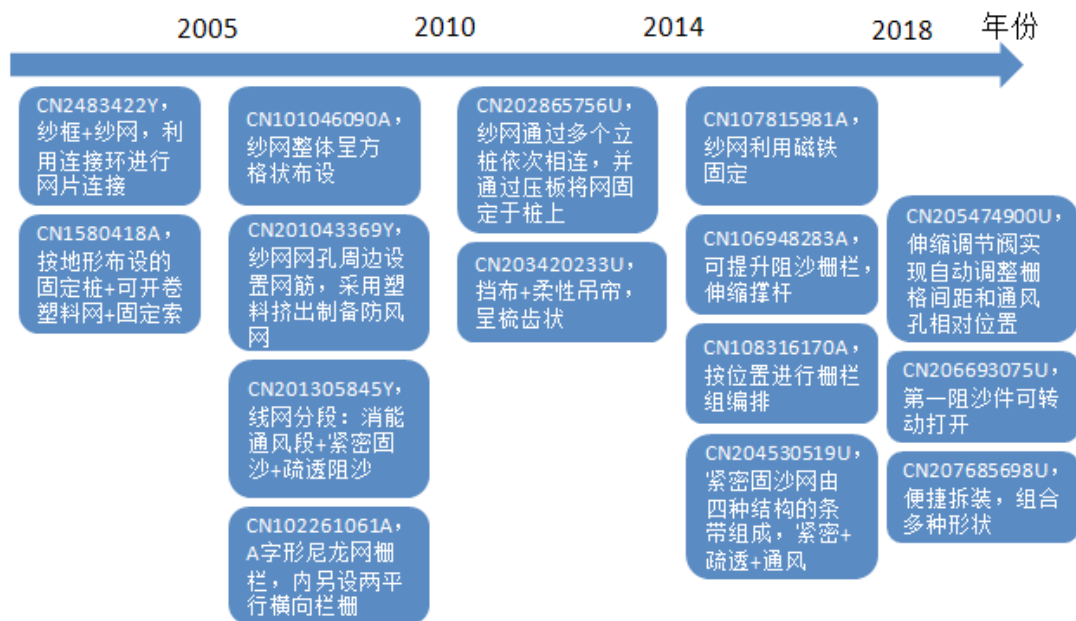 2005 2010 2014 2018 年份
CN2483422Y，
纱框+纱网，利
用连接环进行
网片连接
CN1580418A，
按地形布设的
固定桩+可开卷
塑料网+固定索
CN101046090A，
纱网整体呈方
格状布设
CN201043369Y，
纱网网孔周边设
置网筋，采用塑
料挤出制备防风
网
CN201305845Y，
线网分段：消能
通风段+紧密固
沙+疏透阻沙
CN102261061A，
A字形尼龙网栅
栏，内另设两平
行横向栏栅
CN202865756U，
纱网通过多个立
桩依次相连，并
通过压板将网固
定于桩上
CN203420233U，
挡布+柔性吊帘，
呈梳齿状
CN107815981A，
纱网利用磁铁
固定
CN106948283A，
可提升阻沙栅栏，
伸缩撑杆
CN108316170A，
按位置进行栅栏
组编排
CN204530519U，
紧密固沙网由
四种结构的条
带组成，紧密+
疏透+通风
CN205474900U，
伸缩调节阀实
现自动调整栅
格间距和通风
孔相对位置
CN206693075U，
第一阻沙件可转
动打开
CN207685698U，
便捷拆装，组合
多种形状